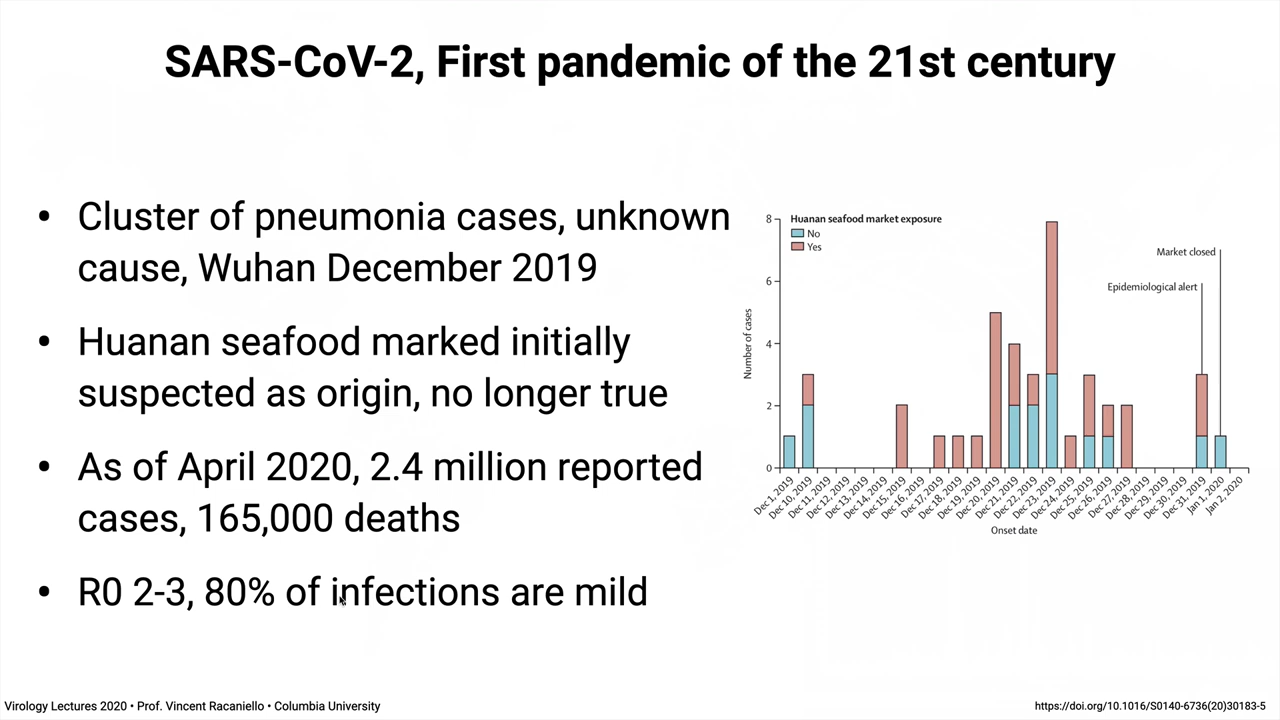 SARS-CoV-2, First pandemic of the 21st century
• Cluster of pneumonia cases, unknown
cause, Wuhan December 2019
• Huanan seafood marked initially
suspected as origin, no longer true
• As of April 2020, 2.4 million reported
cases, 165,000 deaths
• R0 2-3, 80% of infections are mild
Huanan seafood market exposure
No
Yes
Market closed
Epidemiological alert
Number of cases
8
6
4
2
0
Dec 1, 2019
Dec 10, 2019
Dec 11, 2019
Dec 12, 2019
Dec 13, 2019
Dec 14, 2019
Dec 15, 2019
Dec 16, 2019
Dec 17, 2019
Dec 18, 2019
Dec 19, 2019
Dec 20, 2019
Dec 21, 2019
Dec 22, 2019
Dec 23, 2019
Dec 24, 2019
Dec 25, 2019
Dec 26, 2019
Dec 27, 2019
Dec 28, 2019
Dec 29, 2019
Dec 30, 2019
Dec 31, 2019
Jan 1, 2020
Jan 2, 2020
Onset date
Virology Lectures 2020 • Prof. Vincent Racaniello • Columbia University
https://doi.org/10.1016/S0140-6736(20)30183-5